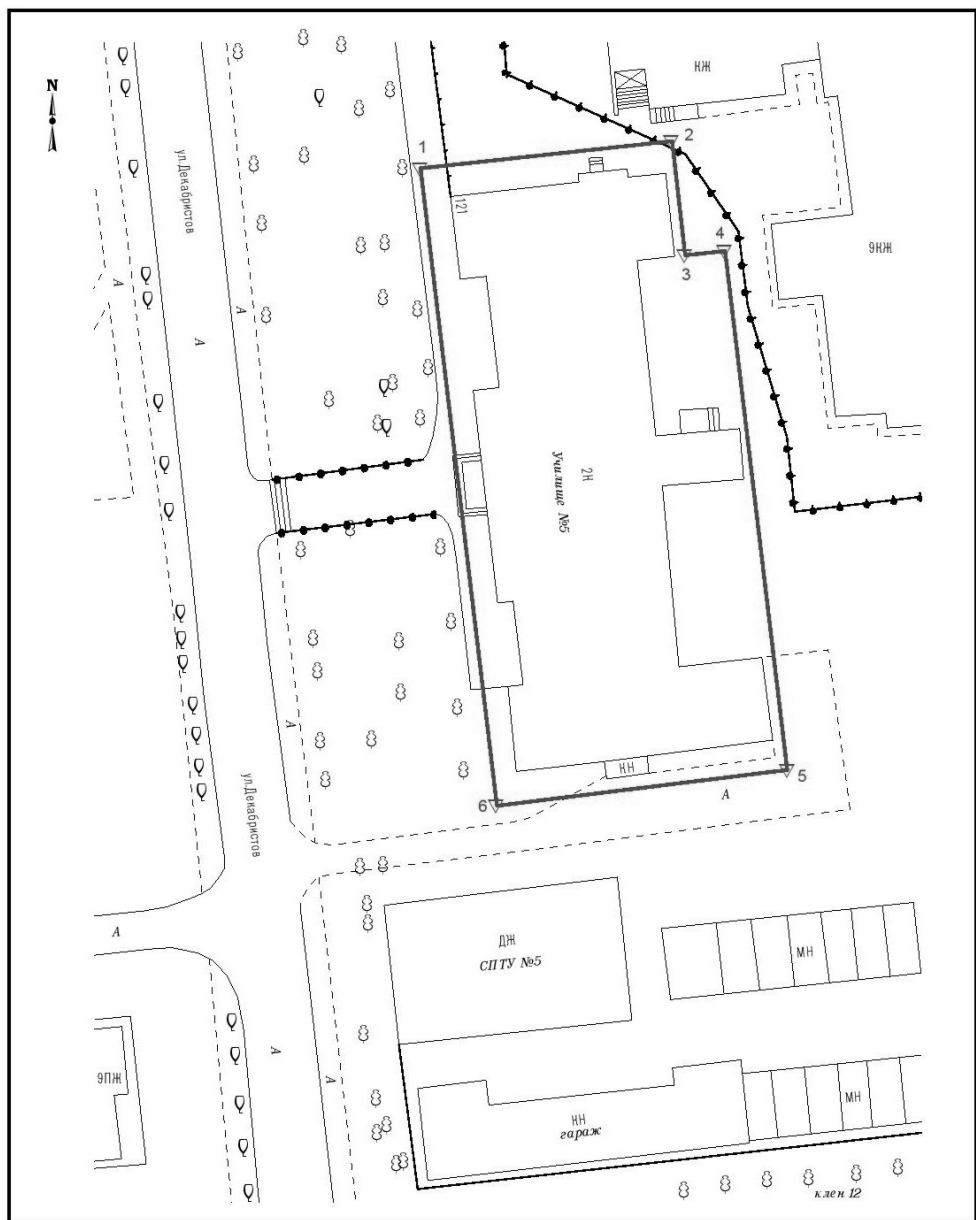 N
КЖ
1
2
ул.Декабристов
121
4
3
9КЖ
А
А
А
2Н
Училище №5
А
КН
5
А
6
ул.Декабристов
А
ДЖ
СПТУ №5
МН
А
А
9ПЖ
МН
КН
гараж
клен 12